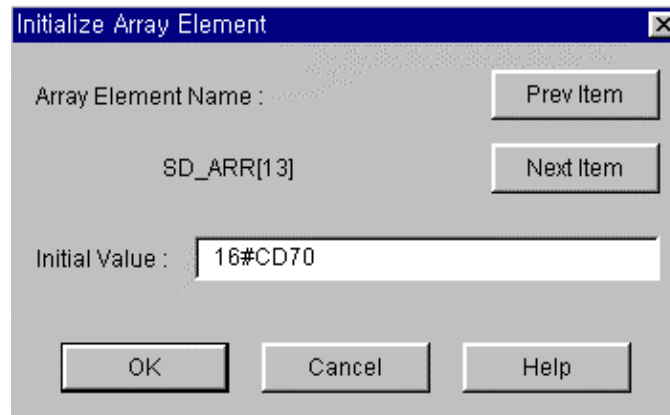 Initialize Array Element
Array Element Name :
Prev Item
SD_ARR[13]
Next Item
Initial Value :
16#CD70
OK
Cancel
Help